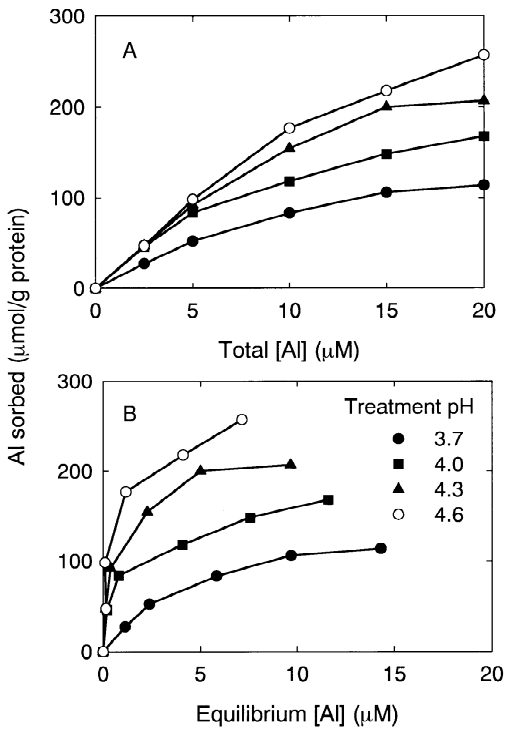 300
A
200
100
0
0 5 10 15 20
Total [Al] (μM)
Al sorbed (μmol/g protein)
300
B
Treatment pH
3.7
200
4.0
4.3
4.6
100
0
0 5 10 15 20
Equilibrium [Al] (μM)